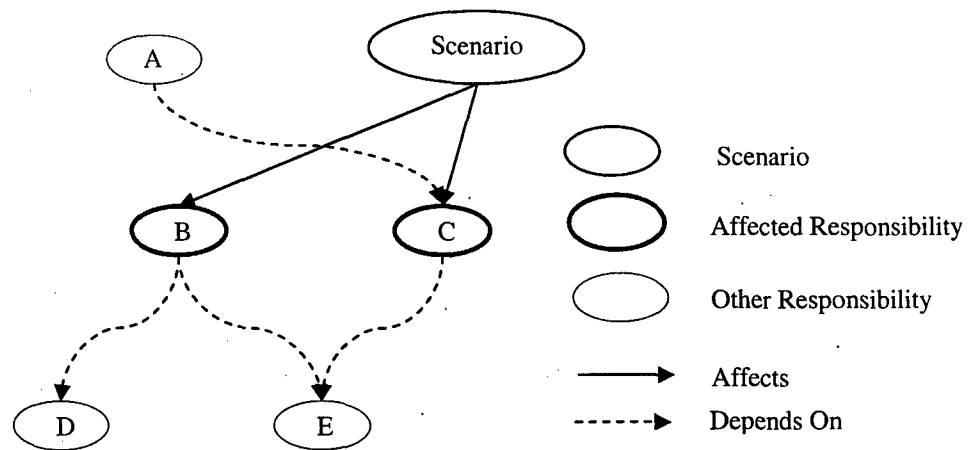 A
Scenario
B
C
D
E
Scenario
Affected Responsibility
Other Responsibility
Affects
Depends On